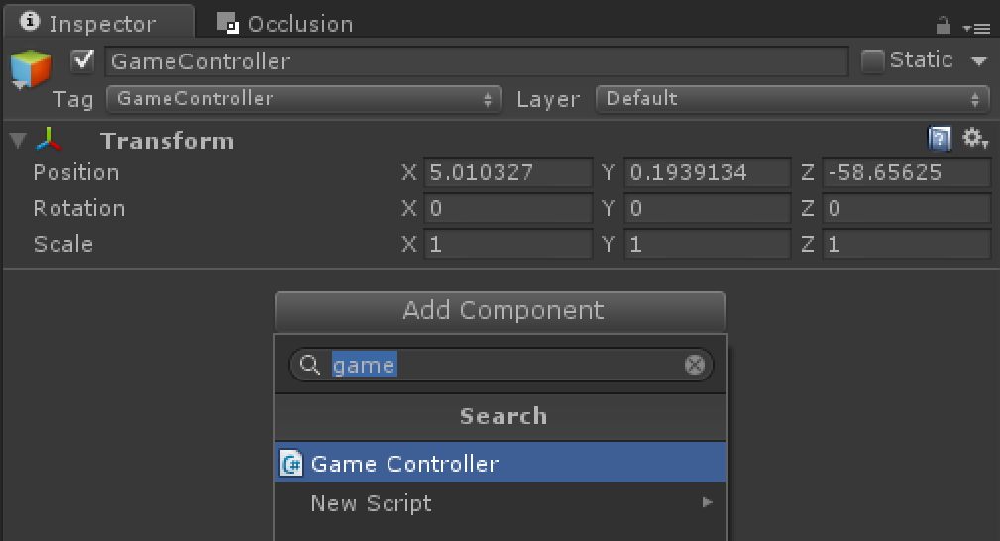 Inspector Occlusion
GameController Static
Tag GameController Layer Default
Transform
Position X 5.010327 Y 0.1939134 Z -58.65625
Rotation X 0 Y 0 Z 0
Scale X 1 Y 1 Z 1
Add Component
game
Search
C# Game Controller
New Script